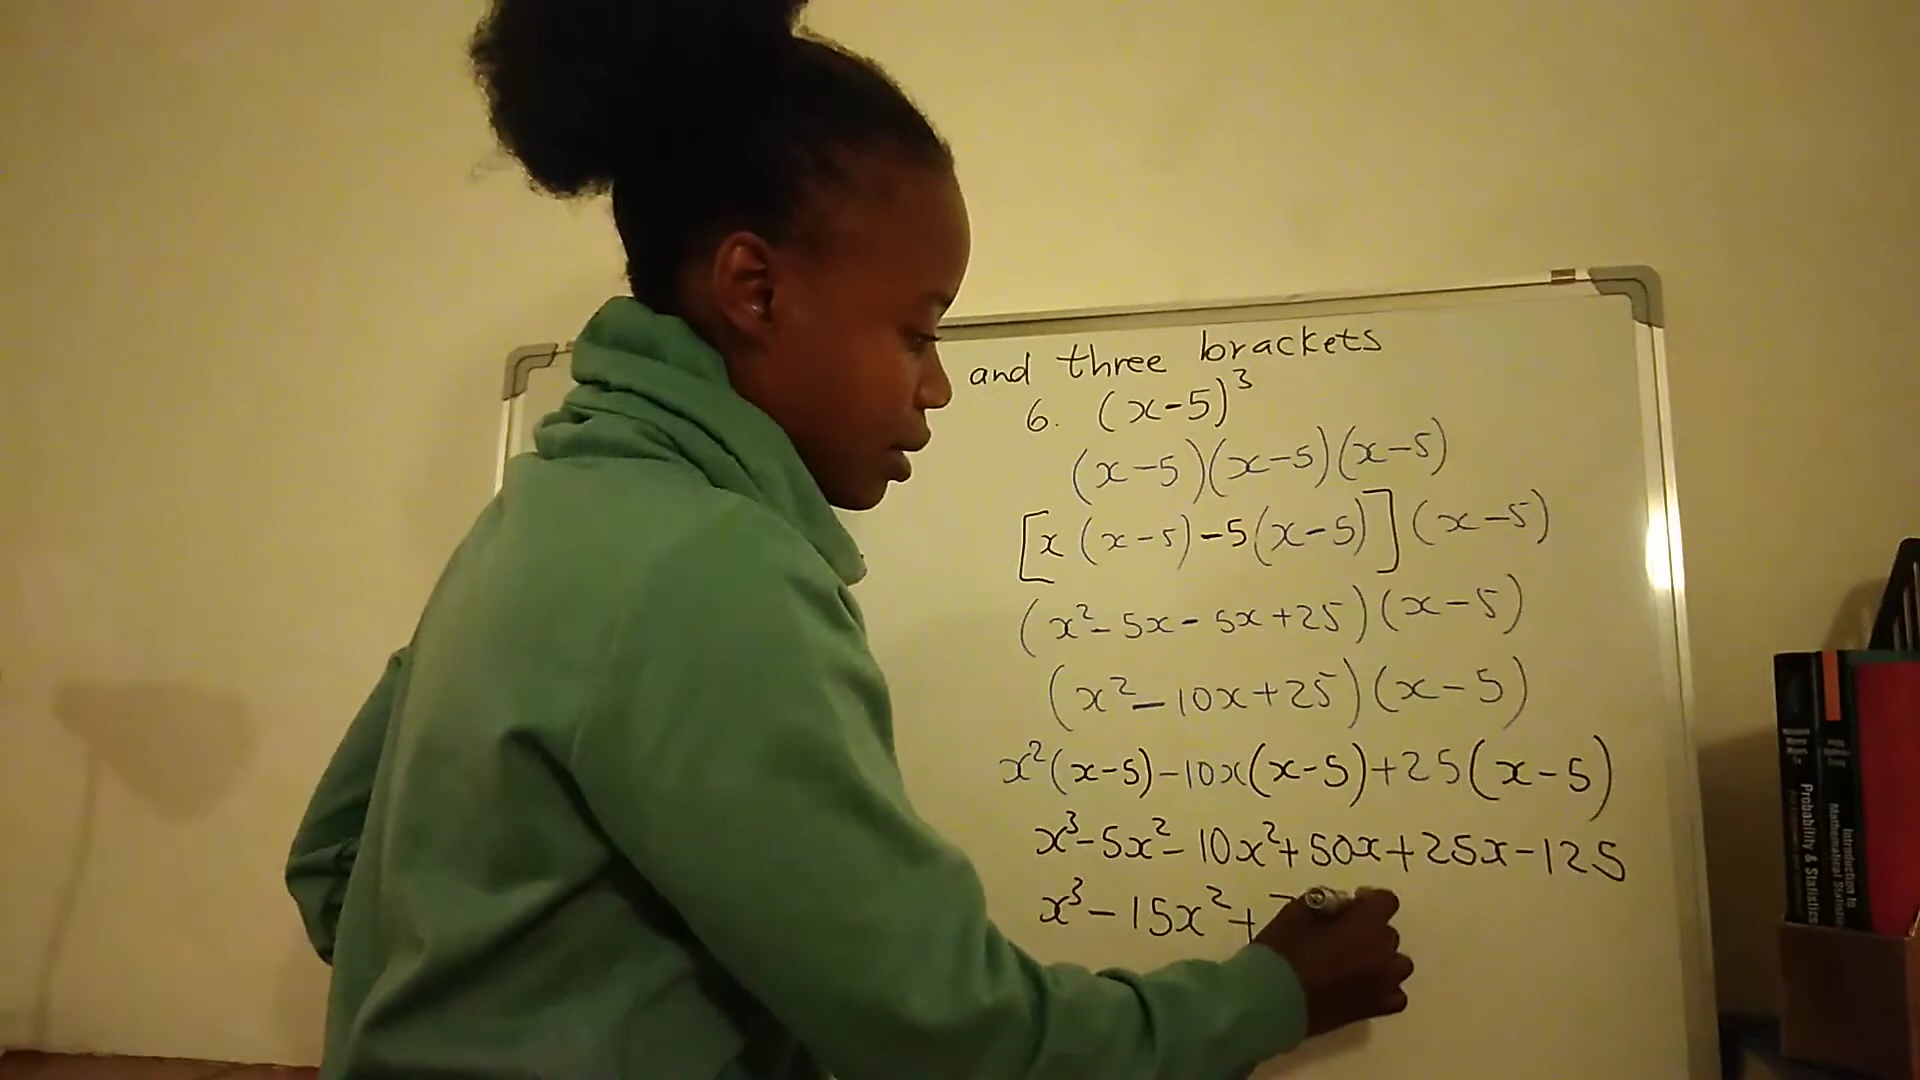 and three brackets
6. (x-5)³
(x-5)(x-5)(x-5)
[x(x-5)-5(x-5)](x-5)
(x²-5x-5x+25)(x-5)
(x²-10x+25)(x-5)
x²(x-5)-10x(x-5)+25(x-5)
x³-5x²-10x²+50x+25x-125
x³-15x²+7
Probability & Statistics
Introduction to
Mathematical Statistics